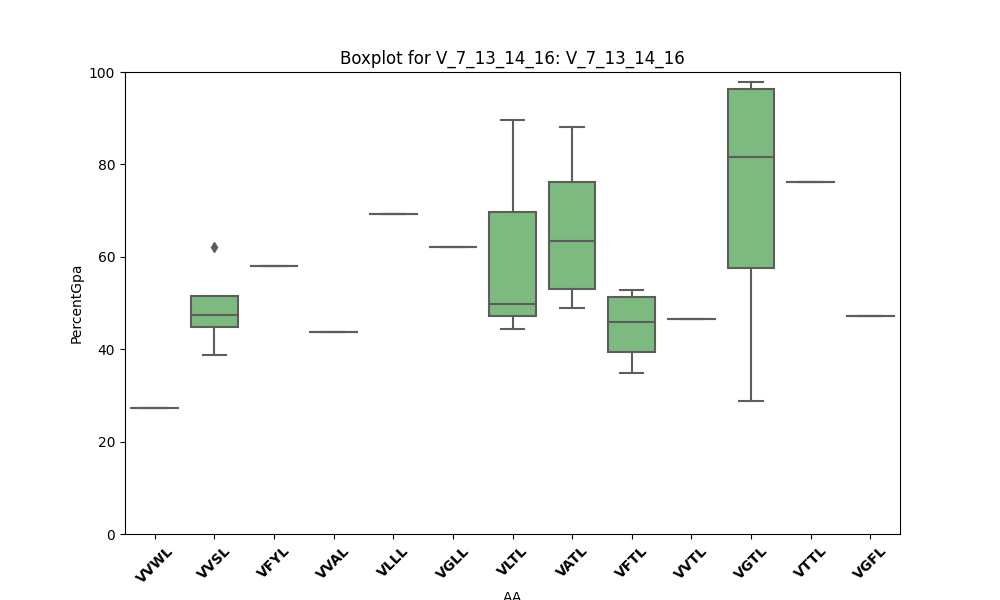 Boxplot for V_7_13_14_16: V_7_13_14_16
100
80
60
40
20
0
PercentGpa
VVWL
VVSL
VFYL
VVAL
VLLL
VGLL
VLTL
VATL
VFTL
VVTL
VGTL
VTTL
VGFL
AA